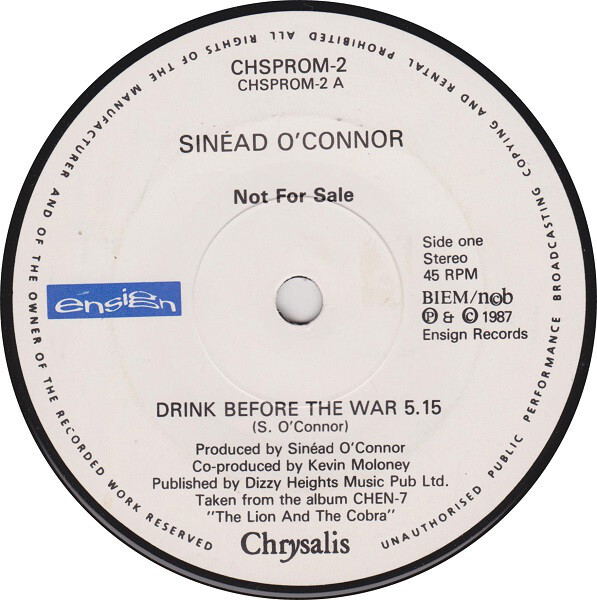 ALL RIGHTS OF THE MANUFACTURER AND OF THE OWNER OF THE RECORDED WORK RESERVED
UNAUTHORISED PUBLIC PERFORMANCE BROADCASTING COPYING AND RENTAL PROHIBITED
CHSPROM-2
CHSPROM-2 A
SINÉAD O'CONNOR
Not For Sale
Side one
Stereo
45 RPM
BIEM/ncb
Ⓟ & © 1987
Ensign Records
ensign
DRINK BEFORE THE WAR 5.15
(S. O'Connor)
Produced by Sinéad O'Connor
Co-produced by Kevin Moloney
Published by Dizzy Heights Music Pub Ltd.
Taken from the album CHEN-7
"The Lion And The Cobra"
Chrysalis